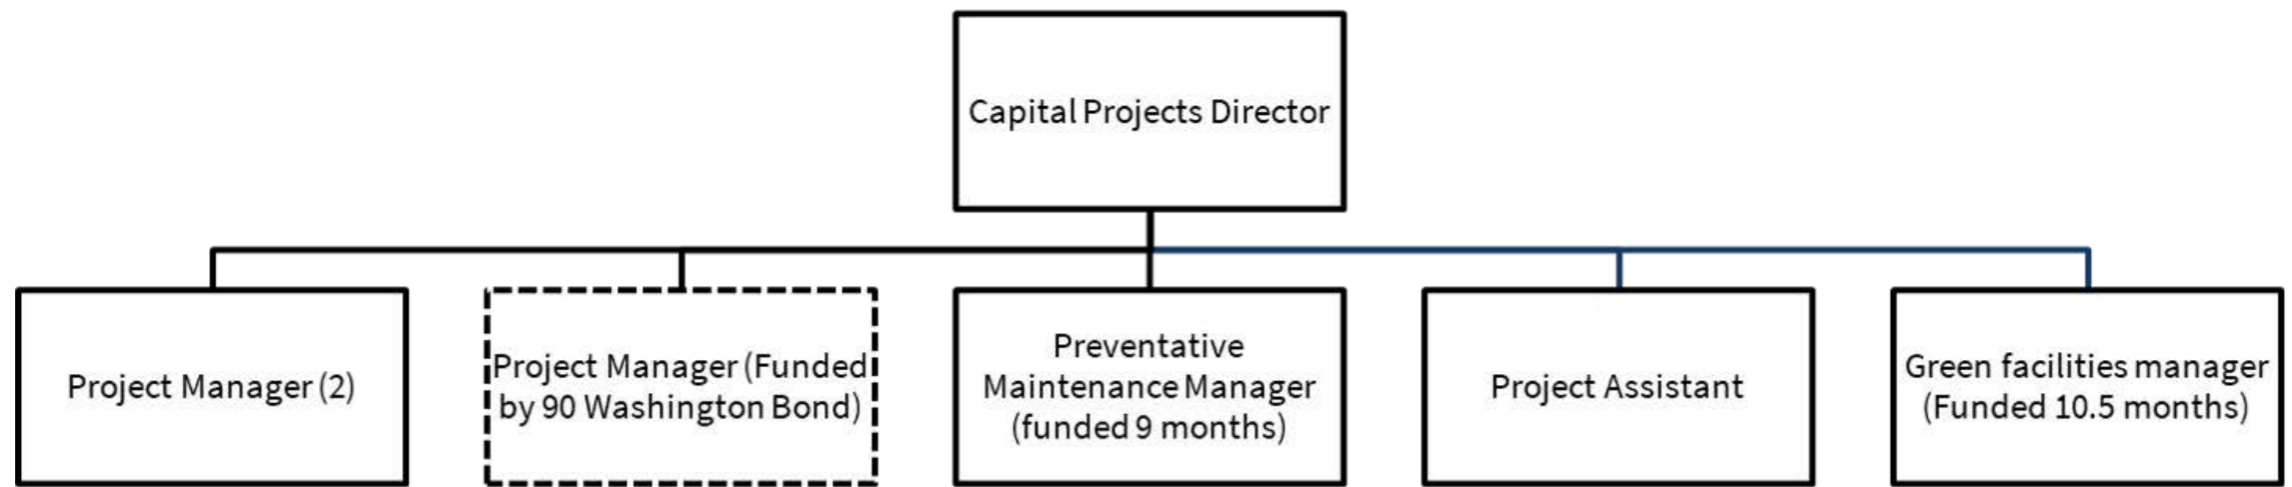 Capital Projects Director
Project Manager (2)
Project Manager (Funded
by 90 Washington Bond)
Preventative
Maintenance Manager
(funded 9 months)
Project Assistant
Green facilities manager
(Funded 10.5 months)